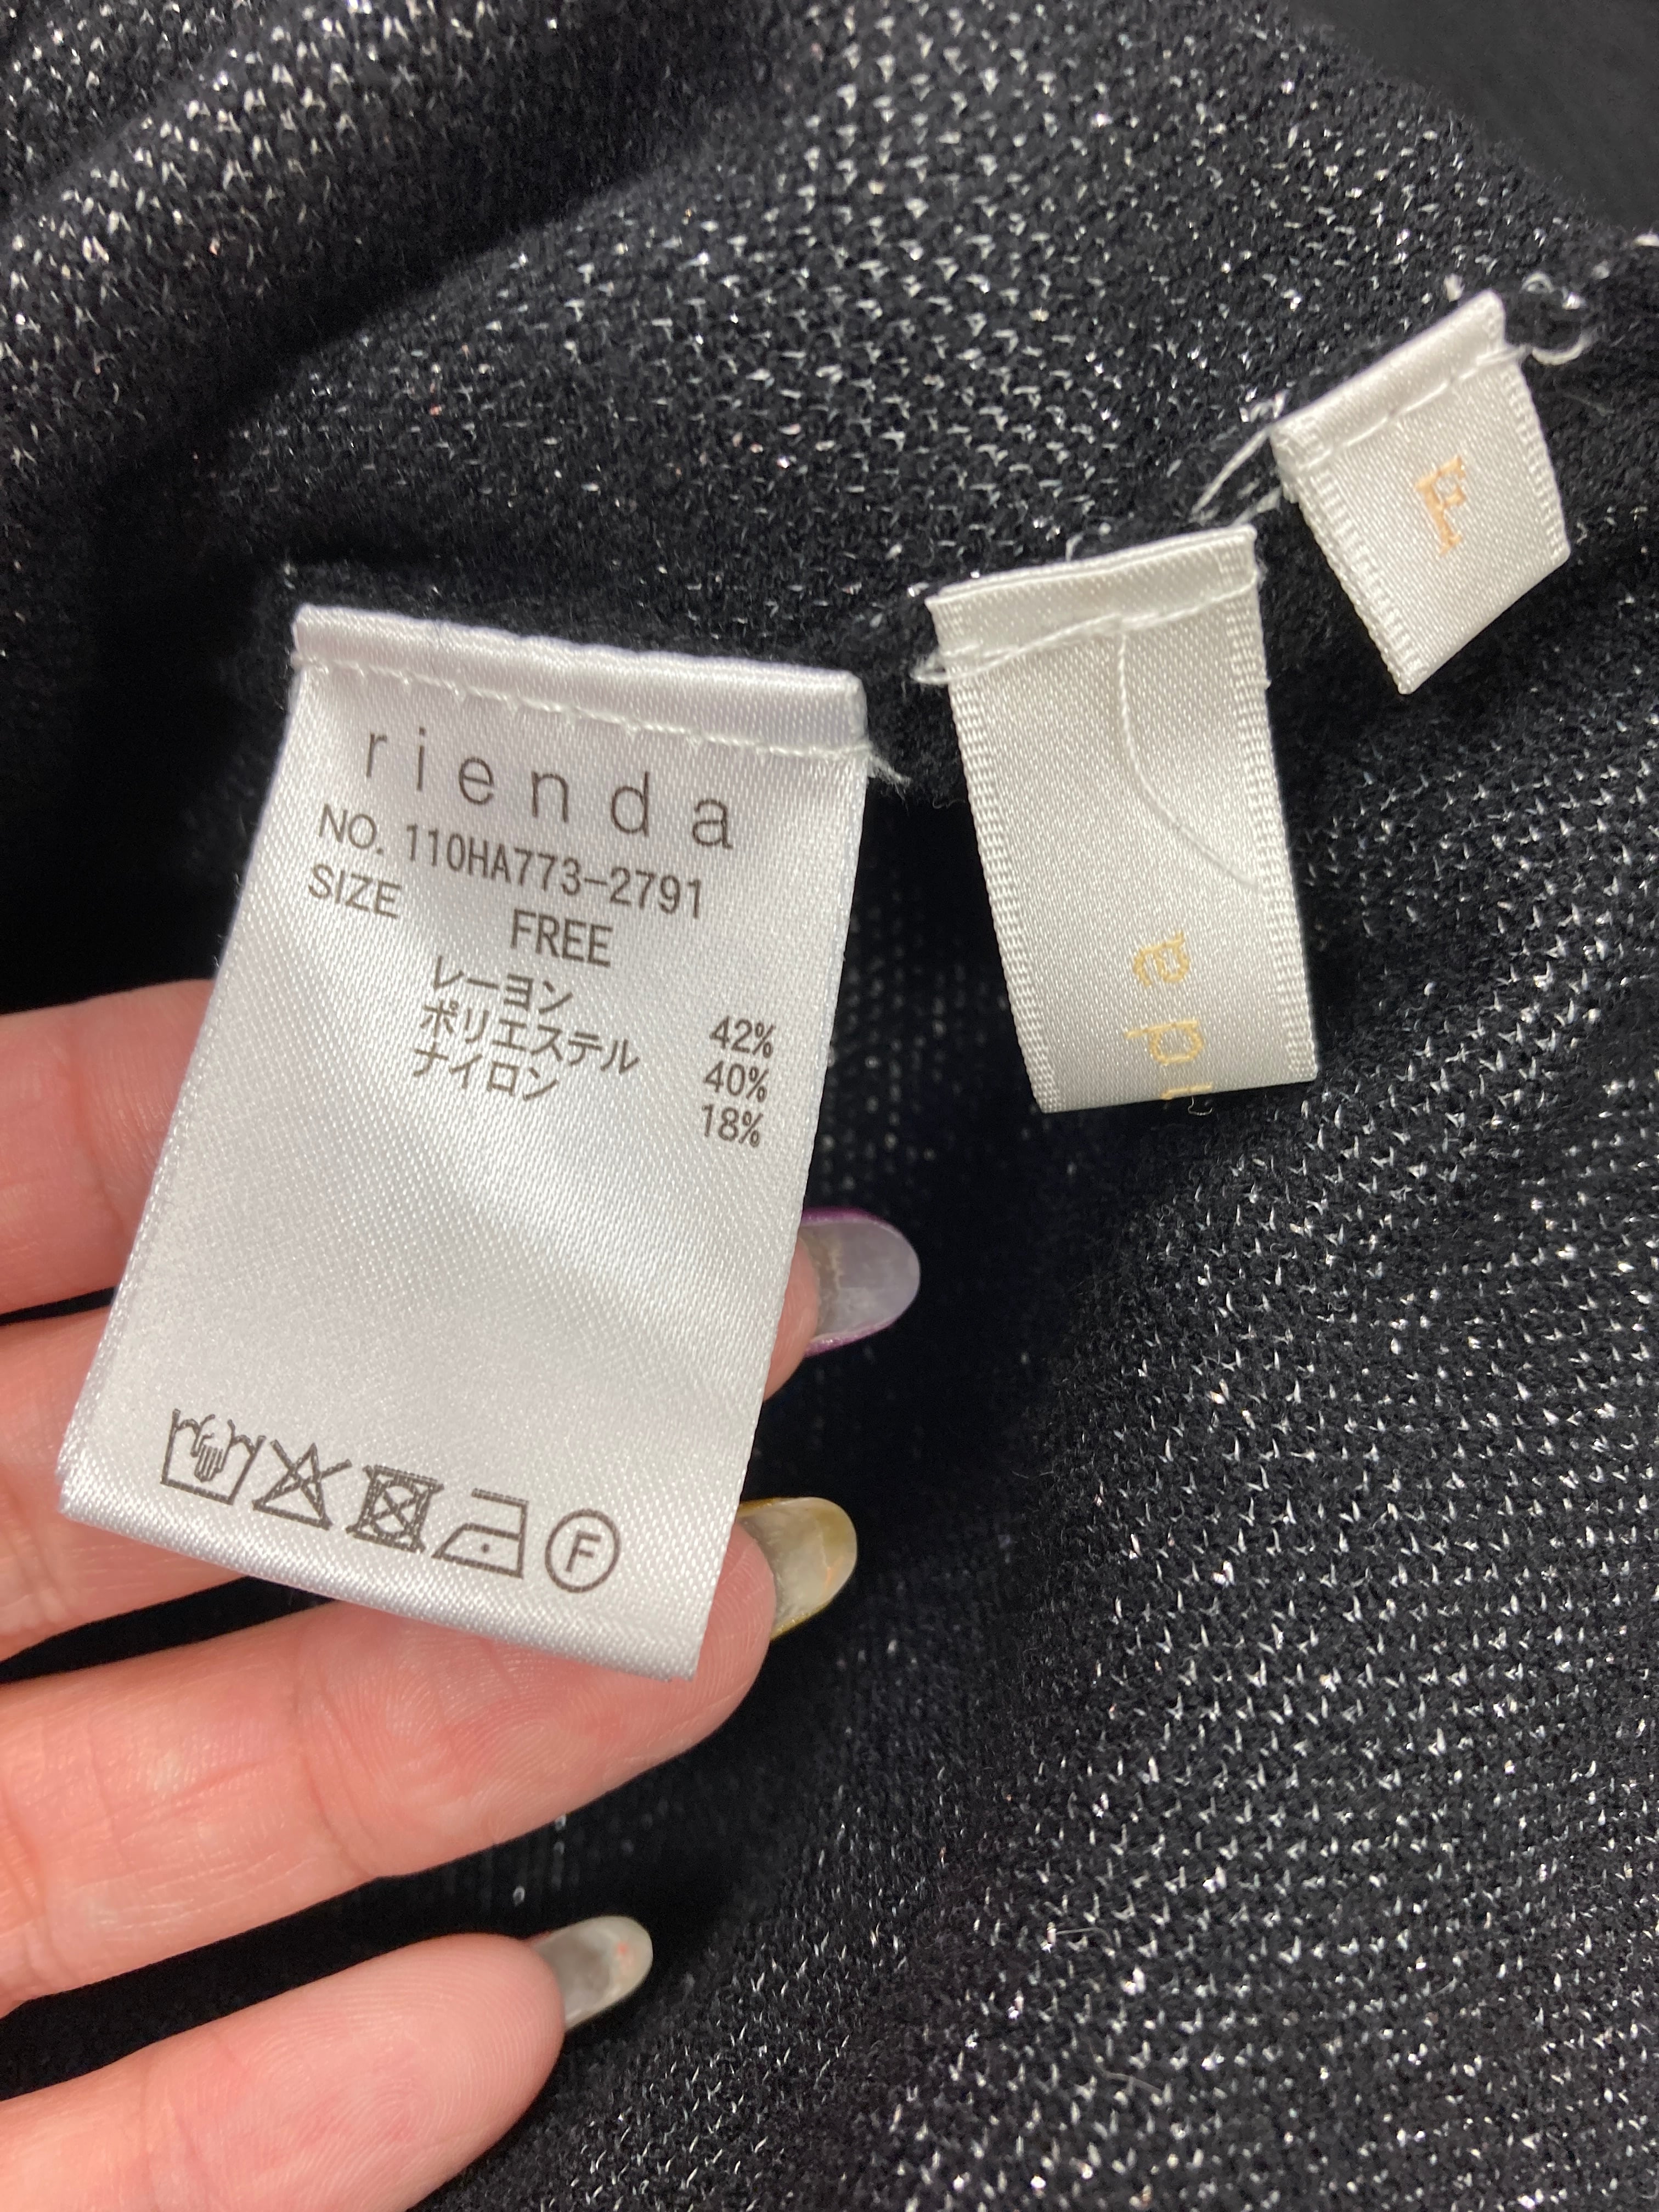 rienda
NO. 110HA773-2791
SIZE FREE
レーヨン 42%
ポリエステル 40%
ナイロン 18%
F
nda
F